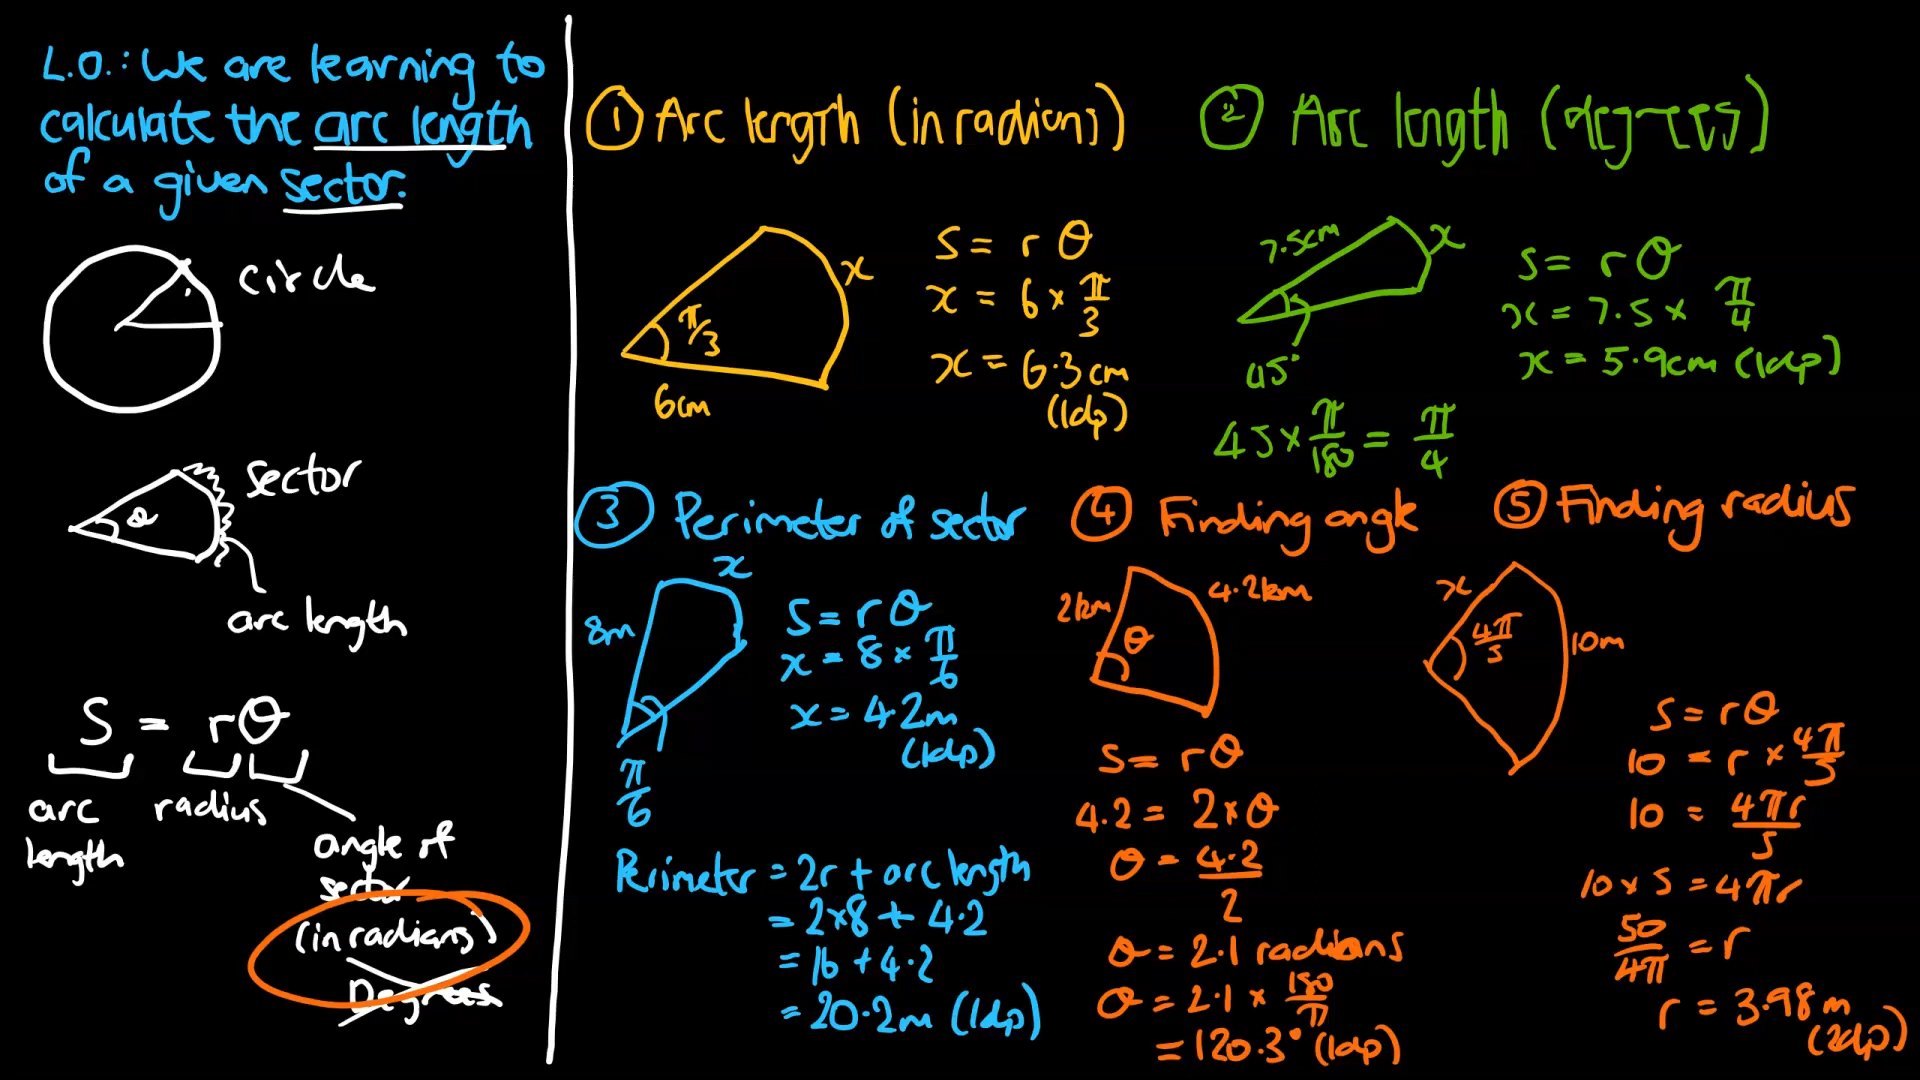 L.O.: We are learning to
calculate the arc length
of a given sector.
circle
sector
θ
arc length
S = rθ
arc
length
radius
angle of
sector
(in radians)
Degrees
① Arc length (in radians)
π/3
x
6cm
s = r θ
x = 6 × π/3
x = 6.3cm
(1dp)
② Arc length (degrees)
7.5cm
x
45°
45 × π/180 = π/4
s = r θ
x = 7.5 × π/4
x = 5.9cm (1dp)
③ Perimeter of sector
x
8m
π/6
s = r θ
x = 8 × π/6
x = 4.2m
(1dp)
Perimeter = 2r + arc length
= 2×8 + 4.2
= 16 + 4.2
= 20.2m (1dp)
④ Finding angle
2km
4.2km
θ
s = rθ
4.2 = 2 × θ
θ = 4.2/2
θ = 2.1 radians
θ = 2.1 × 180/π
= 120.3° (1dp)
⑤ Finding radius
x
4π/5
10m
s = rθ
10 = r × 4π/5
10 = 4πr/5
10 × 5 = 4πr
50/4π = r
r = 3.98m
(2dp)